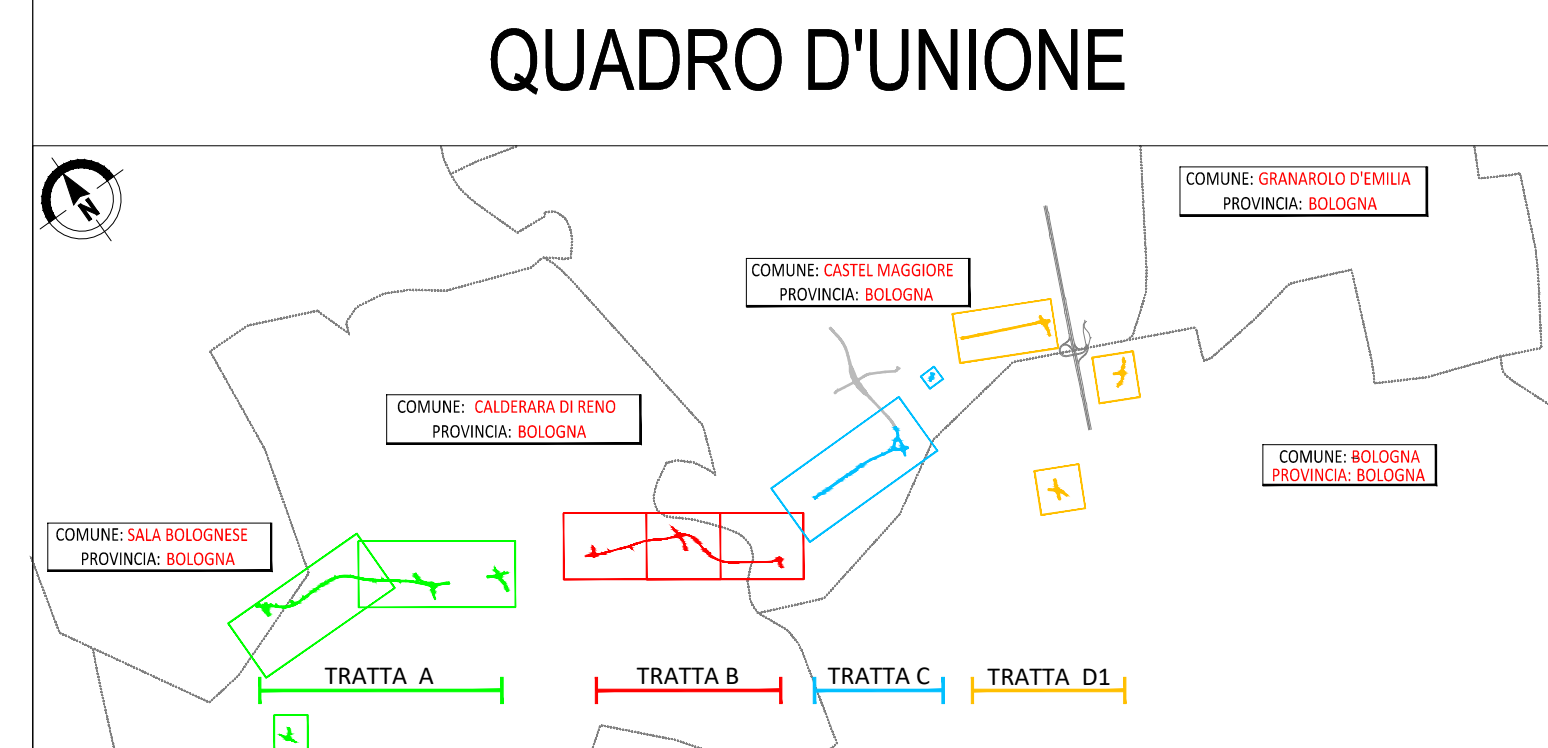 QUADRO D'UNIONE
N
COMUNE: GRANAROLO D'EMILIA
PROVINCIA: BOLOGNA
COMUNE: CASTEL MAGGIORE
PROVINCIA: BOLOGNA
COMUNE: CALDERARA DI RENO
PROVINCIA: BOLOGNA
COMUNE: BOLOGNA
PROVINCIA: BOLOGNA
COMUNE: SALA BOLOGNESE
PROVINCIA: BOLOGNA
TRATTA A
TRATTA B
TRATTA C
TRATTA D1